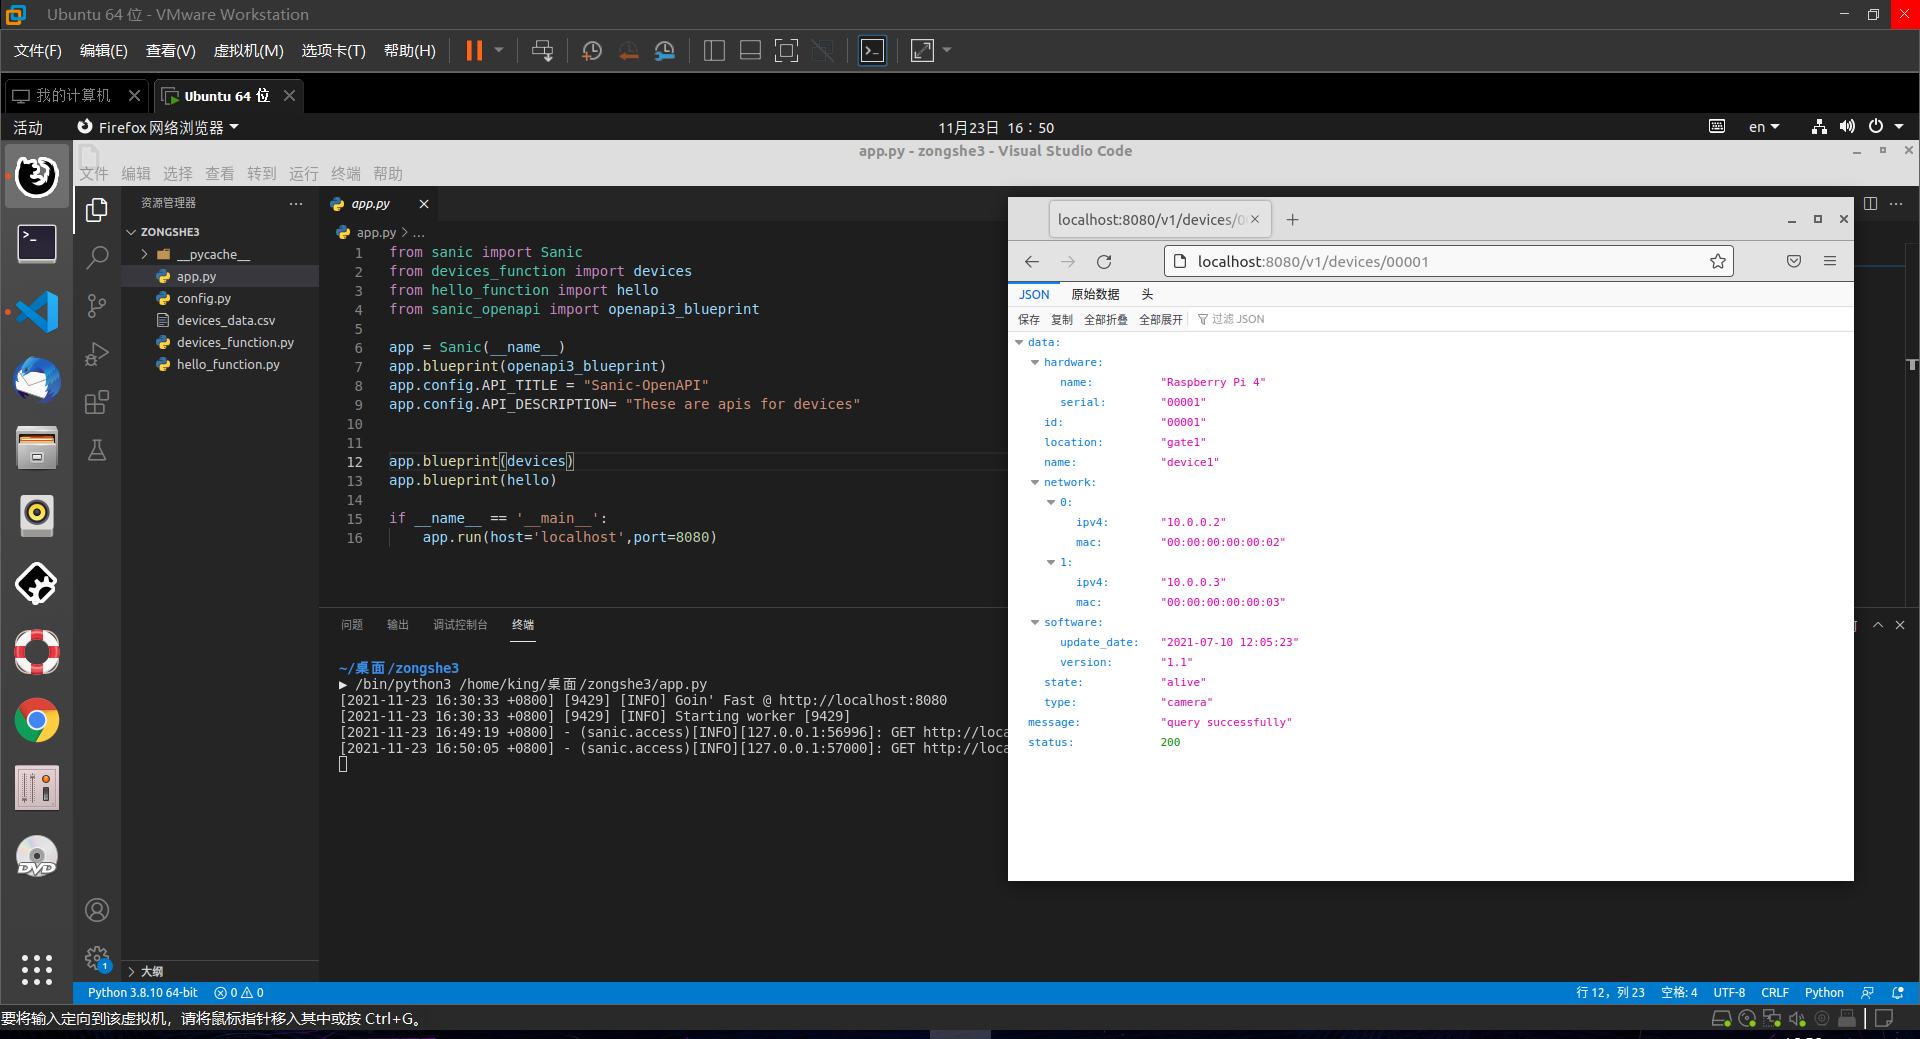 Ubuntu 64 位 - VMware Workstation
文件(F) 编辑(E) 查看(V) 虚拟机(M) 选项卡(T) 帮助(H)
我的计算机 Ubuntu 64 位
活动 Firefox 网络浏览器 11月23日 16：50 en
app.py - zongshe3 - Visual Studio Code
文件 编辑 选择 查看 转到 运行 终端 帮助
资源管理器 ···
ZONGSHE3
__pycache__
app.py
config.py
devices_data.csv
devices_function.py
hello_function.py
大纲
app.py
app.py > ...
1 from sanic import Sanic
2 from devices_function import devices
3 from hello_function import hello
4 from sanic_openapi import openapi3_blueprint
5
6 app = Sanic(__name__)
7 app.blueprint(openapi3_blueprint)
8 app.config.API_TITLE = "Sanic-OpenAPI"
9 app.config.API_DESCRIPTION= "These are apis for devices"
10
11
12 app.blueprint(devices)
13 app.blueprint(hello)
14
15 if __name__ == '__main__':
16 app.run(host='localhost',port=8080)
问题 输出 调试控制台 终端
~/桌面/zongshe3
▶ /bin/python3 /home/king/桌面/zongshe3/app.py
[2021-11-23 16:30:33 +0800] [9429] [INFO] Goin' Fast @ http://localhost:8080
[2021-11-23 16:30:33 +0800] [9429] [INFO] Starting worker [9429]
[2021-11-23 16:49:19 +0800] - (sanic.access)[INFO][127.0.0.1:56996]: GET http://loca
[2021-11-23 16:50:05 +0800] - (sanic.access)[INFO][127.0.0.1:57000]: GET http://loca
localhost:8080/v1/devices/0
localhost:8080/v1/devices/00001
JSON 原始数据 头
保存 复制 全部折叠 全部展开 过滤 JSON
data:
hardware:
name: "Raspberry Pi 4"
serial: "00001"
id: "00001"
location: "gate1"
name: "device1"
network:
0:
ipv4: "10.0.0.2"
mac: "00:00:00:00:00:02"
1:
ipv4: "10.0.0.3"
mac: "00:00:00:00:00:03"
software:
update_date: "2021-07-10 12:05:23"
version: "1.1"
state: "alive"
type: "camera"
message: "query successfully"
status: 200
DVD
1
Python 3.8.10 64-bit 0 0 行 12，列 23 空格: 4 UTF-8 CRLF Python
要将输入定向到该虚拟机，请将鼠标指针移入其中或按 Ctrl+G。